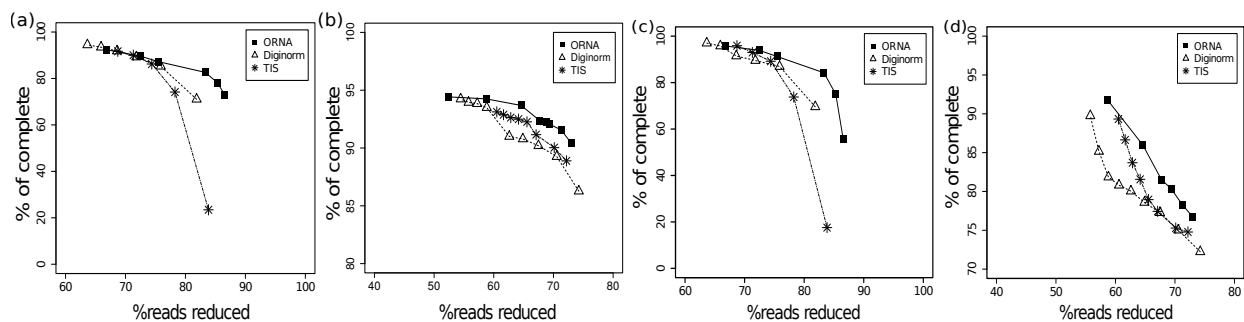 (a)
% of complete
100
80
60
40
20
0
ORNA
Diginorm
TIS
60 70 80 90 100
%reads reduced
(b)
% of complete
100
95
90
85
80
ORNA
Diginorm
TIS
40 50 60 70 80
%reads reduced
(c)
% of complete
100
80
60
40
20
0
ORNA
Diginorm
TIS
60 70 80 90 100
%reads reduced
(d)
% of complete
100
95
90
85
80
75
70
ORNA
Diginorm
TIS
40 50 60 70 80
%reads reduced